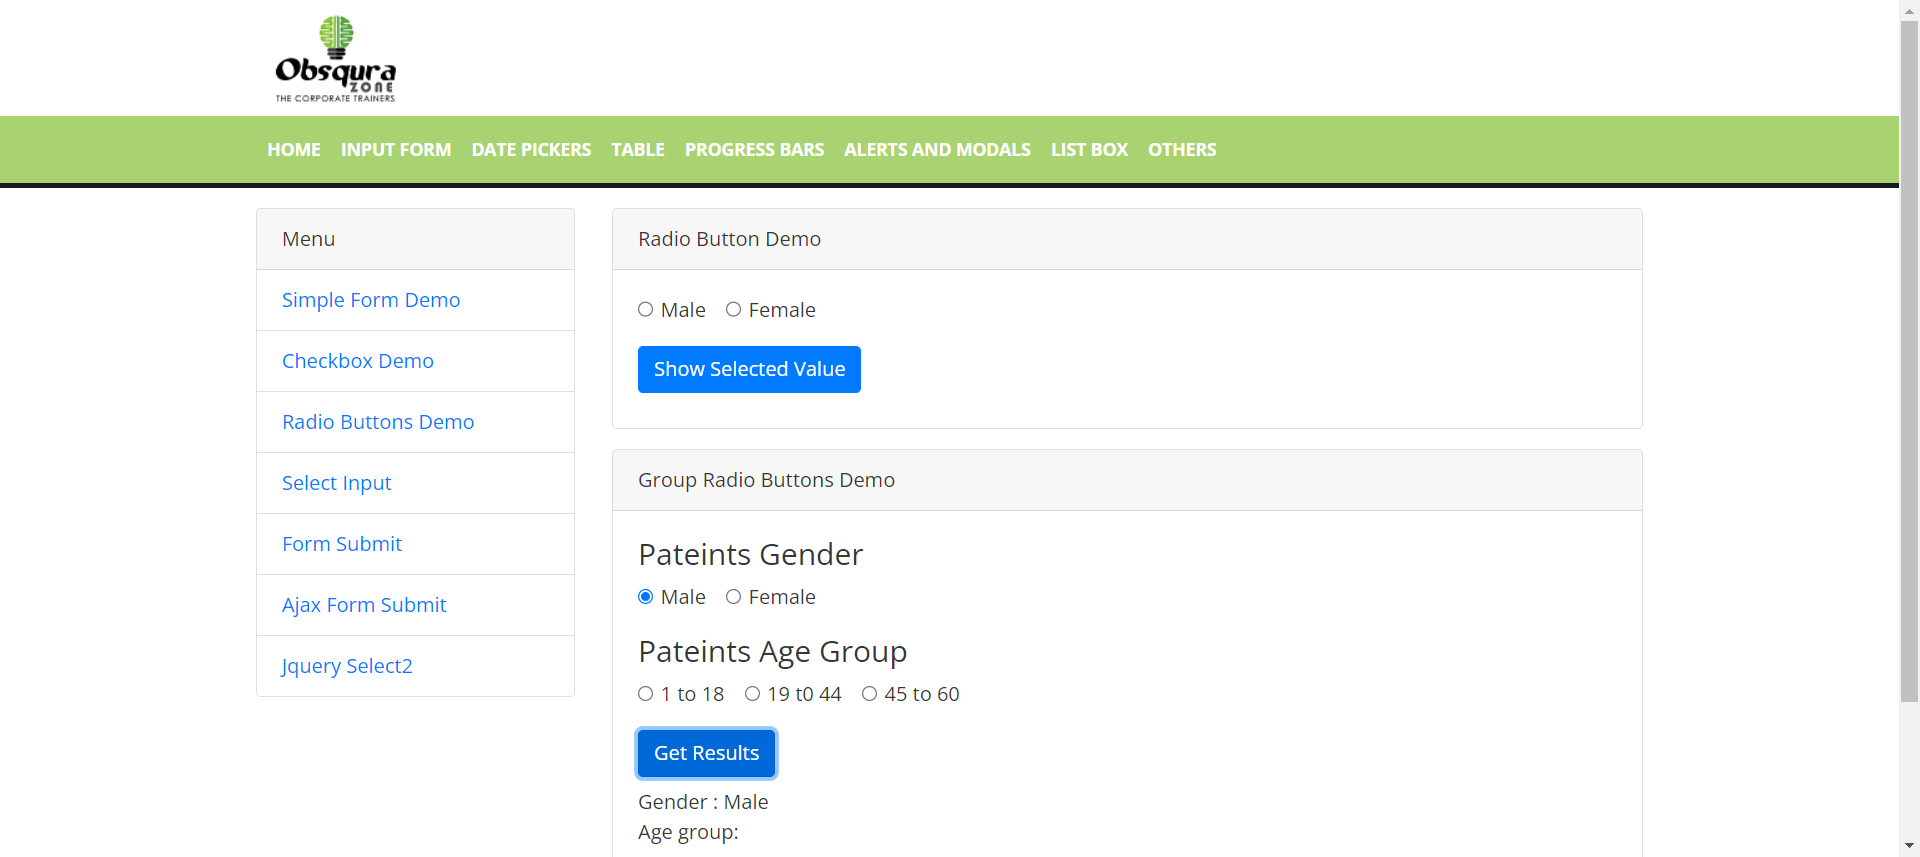 Obsqura
ZONE
THE CORPORATE TRAINERS
HOME INPUT FORM DATE PICKERS TABLE PROGRESS BARS ALERTS AND MODALS LIST BOX OTHERS
Menu
Simple Form Demo
Checkbox Demo
Radio Buttons Demo
Select Input
Form Submit
Ajax Form Submit
Jquery Select2
Radio Button Demo
Male Female
Show Selected Value
Group Radio Buttons Demo
Pateints Gender
Male Female
Pateints Age Group
1 to 18 19 t0 44 45 to 60
Get Results
Gender : Male
Age group: